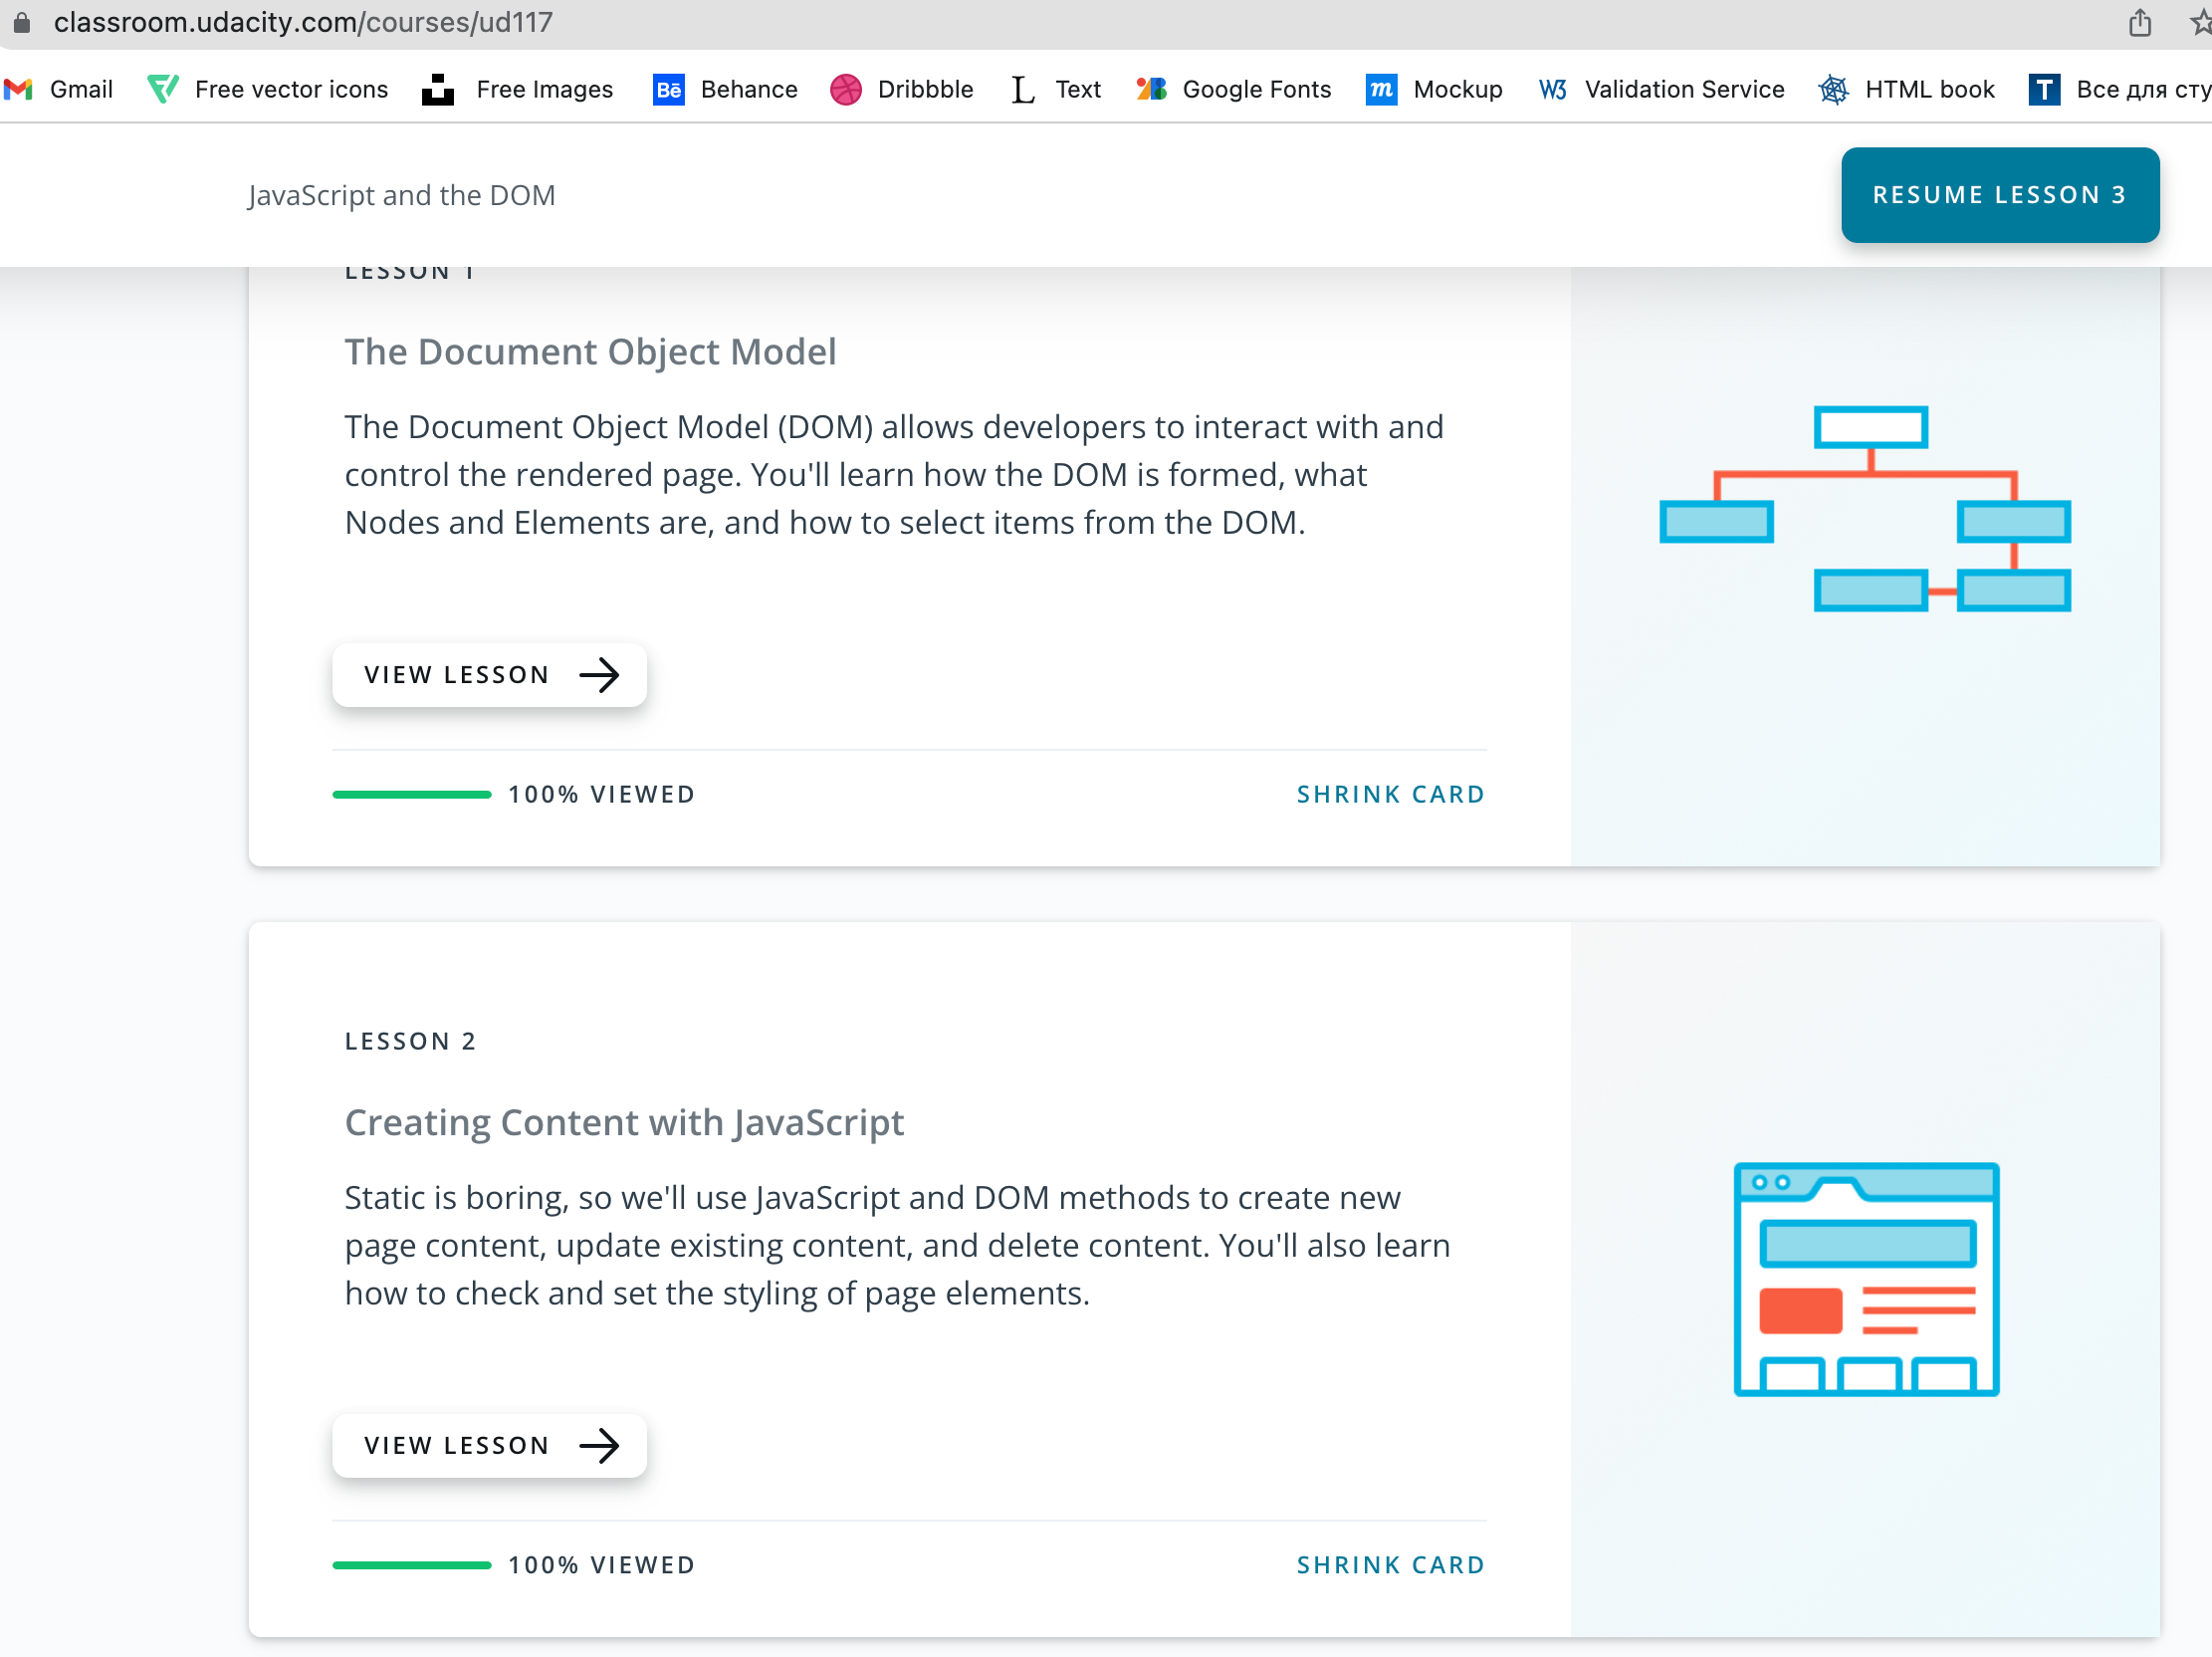 classroom.udacity.com/courses/ud117
Gmail Free vector icons Free Images Bē Behance Dribbble L Text Google Fonts m Mockup W3 Validation Service HTML book T Все для сту
JavaScript and the DOM
RESUME LESSON 3
LESSON 1
The Document Object Model
The Document Object Model (DOM) allows developers to interact with and
control the rendered page. You'll learn how the DOM is formed, what
Nodes and Elements are, and how to select items from the DOM.
VIEW LESSON
100% VIEWED
SHRINK CARD
LESSON 2
Creating Content with JavaScript
Static is boring, so we'll use JavaScript and DOM methods to create new
page content, update existing content, and delete content. You'll also learn
how to check and set the styling of page elements.
VIEW LESSON
100% VIEWED
SHRINK CARD